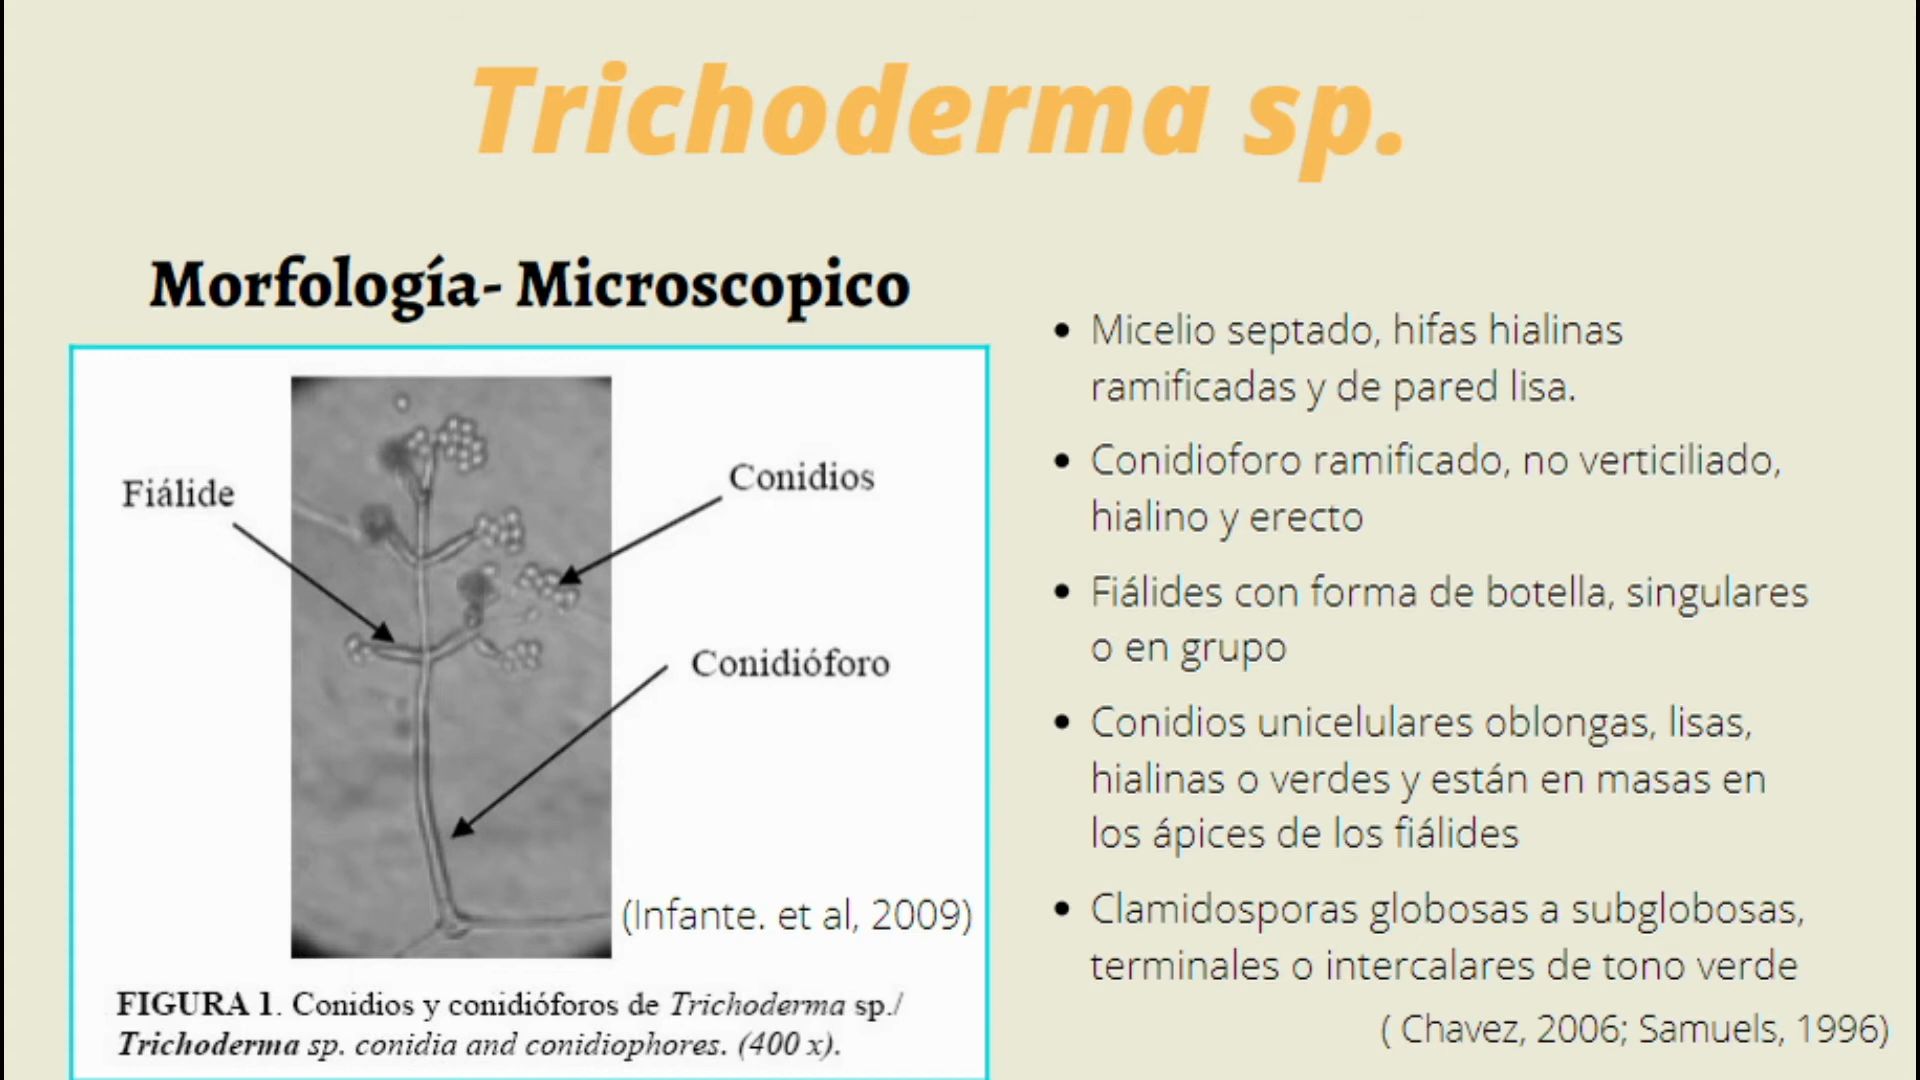 Trichoderma sp.
Morfología- Microscopico
Fiálide
Conidios
Conidióforo
(Infante. et al, 2009)
FIGURA 1. Conidios y conidióforos de Trichoderma sp./
Trichoderma sp. conidia and conidiophores. (400 x).
• Micelio septado, hifas hialinas
ramificadas y de pared lisa.
• Conidioforo ramificado, no verticiliado,
hialino y erecto
• Fiálides con forma de botella, singulares
o en grupo
• Conidios unicelulares oblongas, lisas,
hialinas o verdes y están en masas en
los ápices de los fiálides
• Clamidosporas globosas a subglobosas,
terminales o intercalares de tono verde
( Chavez, 2006; Samuels, 1996)